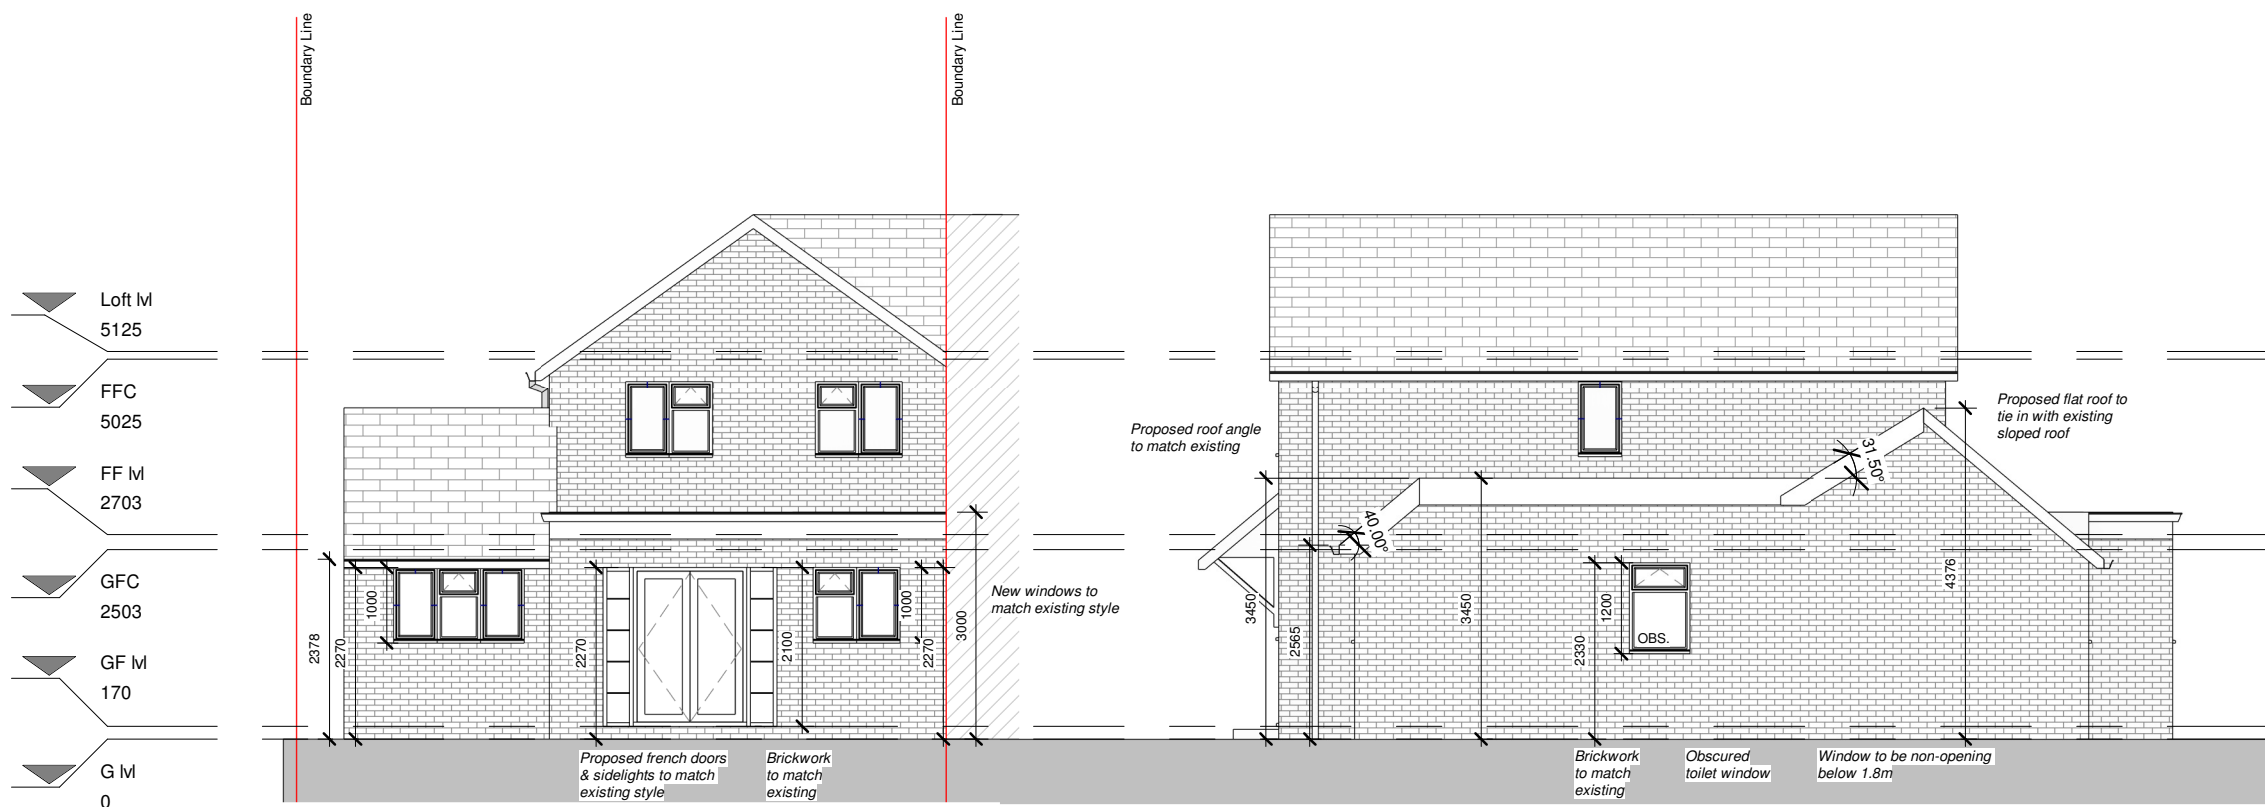 Boundary Line
Boundary Line
Loft lvl
5125
FFC
5025
FF lvl
2703
GFC
2503
GF lvl
170
G lvl
0
2378
2270
1000
2270
2100
1000
2270
3000
New windows to
match existing style
Proposed french doors
& sidelights to match
existing style
Brickwork
to match
existing
Proposed roof angle
to match existing
3450
2565
40.00°
3450
2330
1200
OBS.
31.50°
4376
Proposed flat roof to
tie in with existing
sloped roof
Brickwork
to match
existing
Obscured
toilet window
Window to be non-opening
below 1.8m